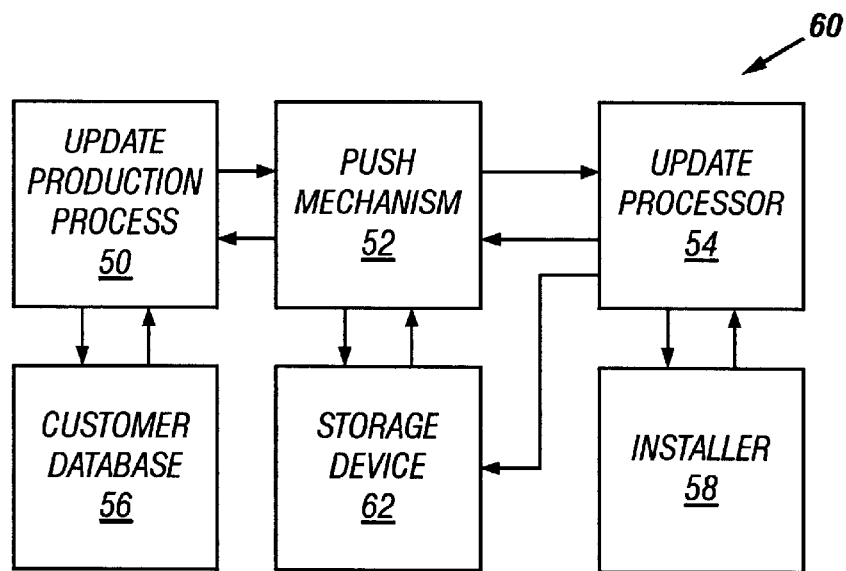 60
UPDATE
PRODUCTION
PROCESS
50
PUSH
MECHANISM
52
UPDATE
PROCESSOR
54
CUSTOMER
DATABASE
56
STORAGE
DEVICE
62
INSTALLER
58